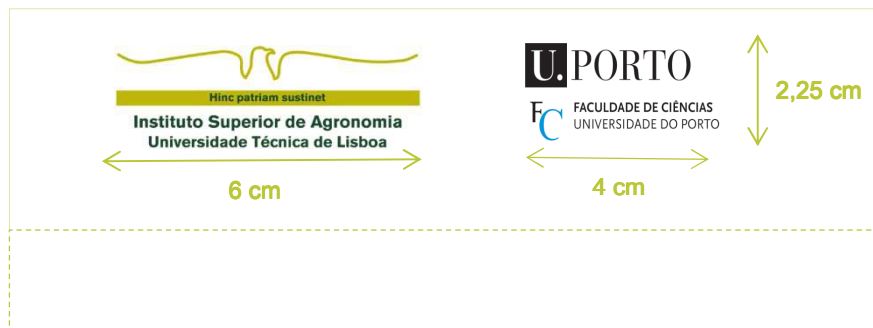 Hinc patriam sustinet
Instituto Superior de Agronomia
Universidade Técnica de Lisboa
6 cm
U.PORTO
FC
FACULDADE DE CIÊNCIAS
UNIVERSIDADE DO PORTO
4 cm
2,25 cm